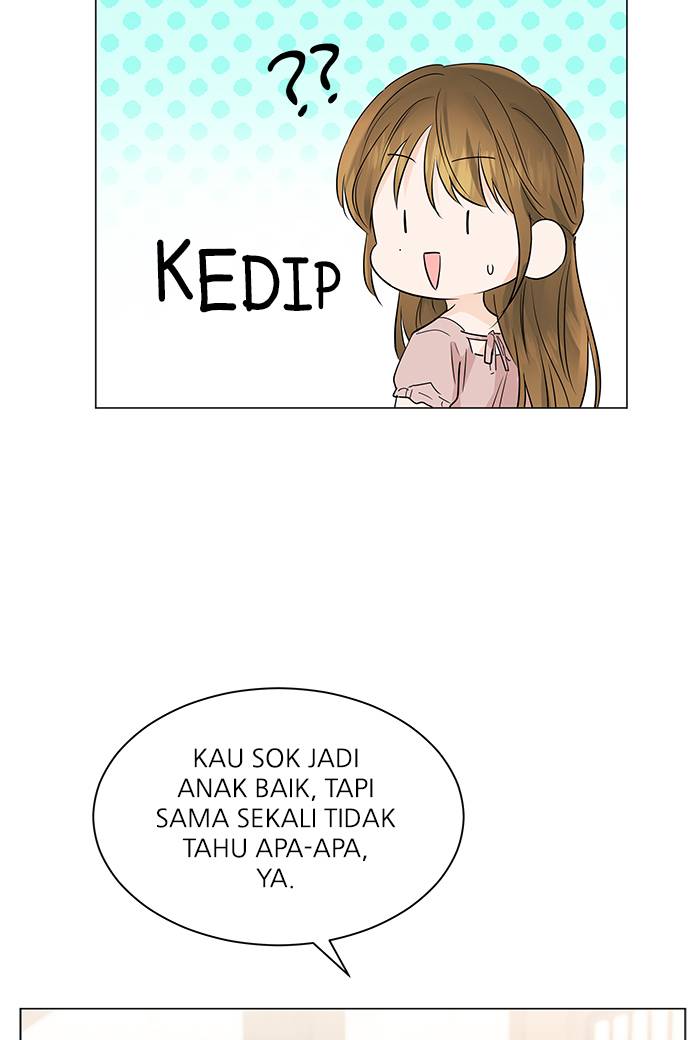 ??
KEDIP
KAU SOK JADI
ANAK BAIK, TAPI
SAMA SEKALI TIDAK
TAHU APA-APA,
YA.